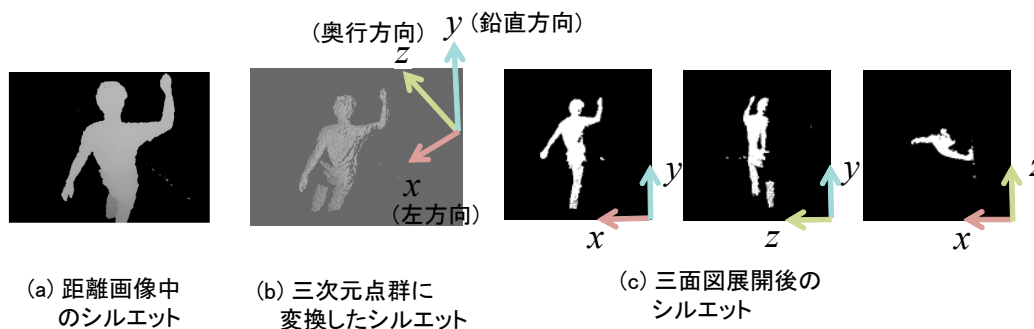 (奥行方向)
y (鉛直方向)
z
x
(左方向)
y
x
y
z
z
x
(a) 距離画像中
のシルエット
(b) 三次元点群に
変換したシルエット
(c) 三面図展開後の
シルエット